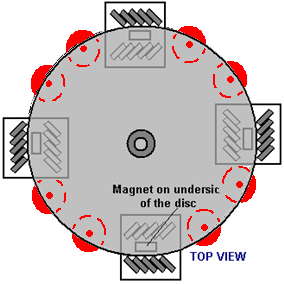 Magnet on undersic
of the disc
TOP VIEW